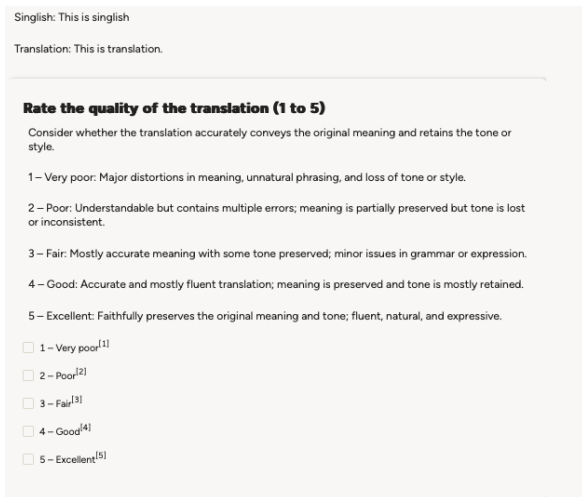 Singlish: This is singlish
Translation: This is translation.
Rate the quality of the translation (1 to 5)
Consider whether the translation accurately conveys the original meaning and retains the tone or
style.
1 – Very poor: Major distortions in meaning, unnatural phrasing, and loss of tone or style.
2 – Poor: Understandable but contains multiple errors; meaning is partially preserved but tone is lost
or inconsistent.
3 – Fair: Mostly accurate meaning with some tone preserved; minor issues in grammar or expression.
4 – Good: Accurate and mostly fluent translation; meaning is preserved and tone is mostly retained.
5 – Excellent: Faithfully preserves the original meaning and tone; fluent, natural, and expressive.
1 – Very poor[1]
2 – Poor[2]
3 – Fair[3]
4 – Good[4]
5 – Excellent[5]